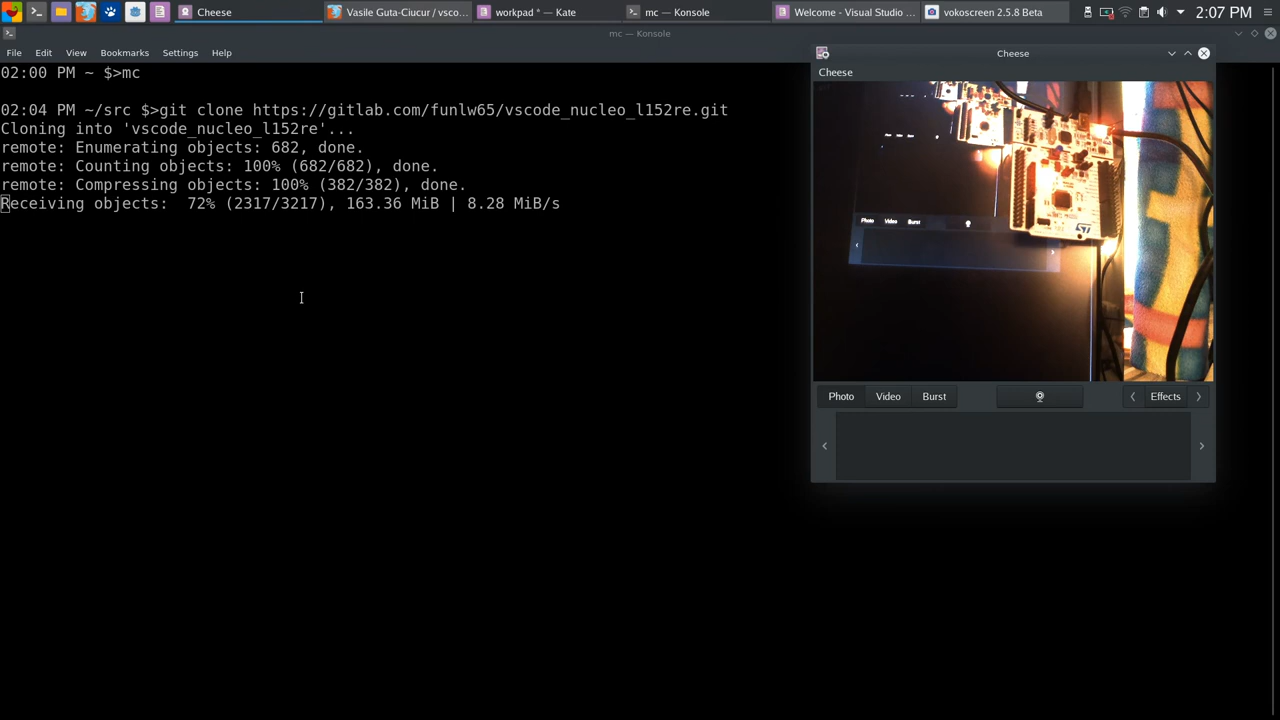 Cheese
Vasile Guta-Ciucur / vsco...
workpad * — Kate
mc — Konsole
Welcome - Visual Studio ...
vokoscreen 2.5.8 Beta
2:07 PM
mc — Konsole
File Edit View Bookmarks Settings Help
02:00 PM ~ $>mc
02:04 PM ~/src $>git clone https://gitlab.com/funlw65/vscode_nucleo_l152re.git
Cloning into 'vscode_nucleo_l152re'...
remote: Enumerating objects: 682, done.
remote: Counting objects: 100% (682/682), done.
remote: Compressing objects: 100% (382/382), done.
Receiving objects:  72% (2317/3217), 163.36 MiB | 8.28 MiB/s
Cheese
Cheese
Photo Video Burst
ST
Photo Video Burst
Effects